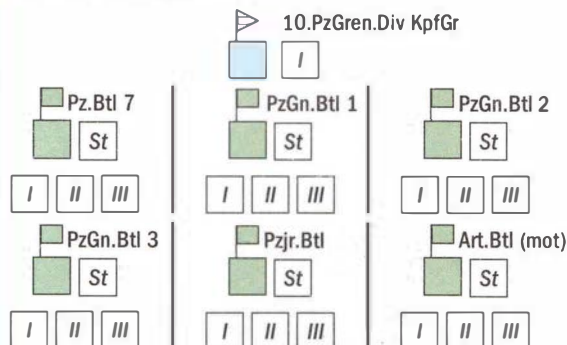 10.PzGren.Div KpfGr
I
Pz.Btl 7
St
I II III
PzGn.Btl 1
St
I II III
PzGn.Btl 2
St
I II III
PzGn.Btl 3
St
I II III
Pzjr.Btl
St
I II III
Art.Btl (mot)
St
I II III